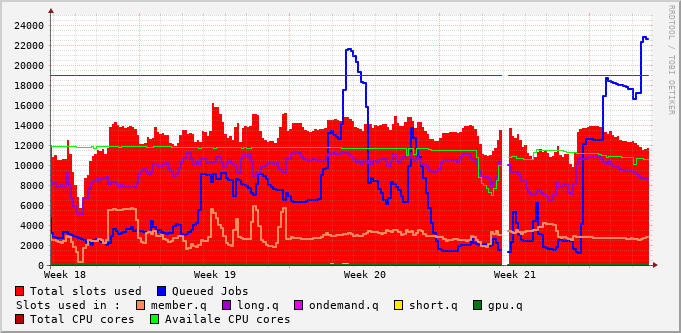 24000
22000
20000
18000
16000
14000
12000
10000
8000
6000
4000
2000
0
Week 18 Week 19 Week 20 Week 21
RRDTOOL / TOBI OETIKER
Total slots used Queued Jobs
Slots used in : member.q long.q ondemand.q short.q gpu.q
Total CPU cores Availale CPU cores